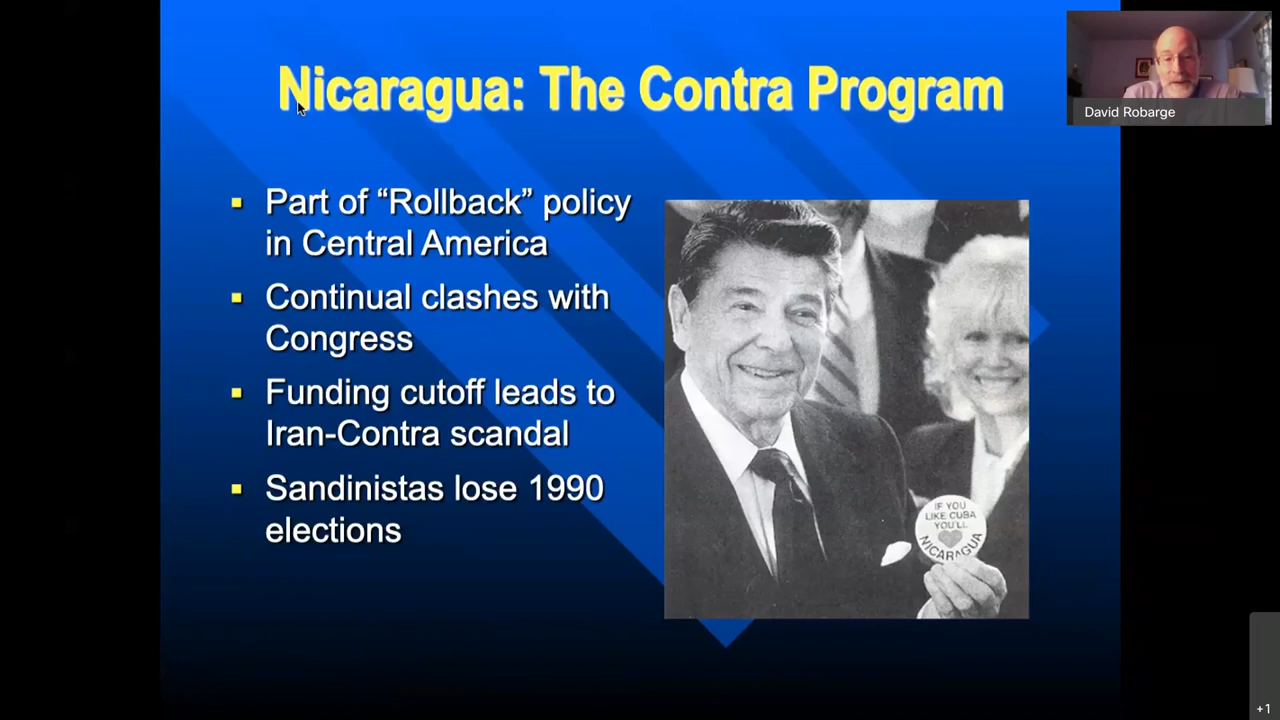 Nicaragua: The Contra Program
David Robarge
▪ Part of “Rollback” policy
in Central America
▪ Continual clashes with
Congress
▪ Funding cutoff leads to
Iran-Contra scandal
▪ Sandinistas lose 1990
elections
IF YOU
LIKE CUBA
YOU'LL
NICARAGUA
+1